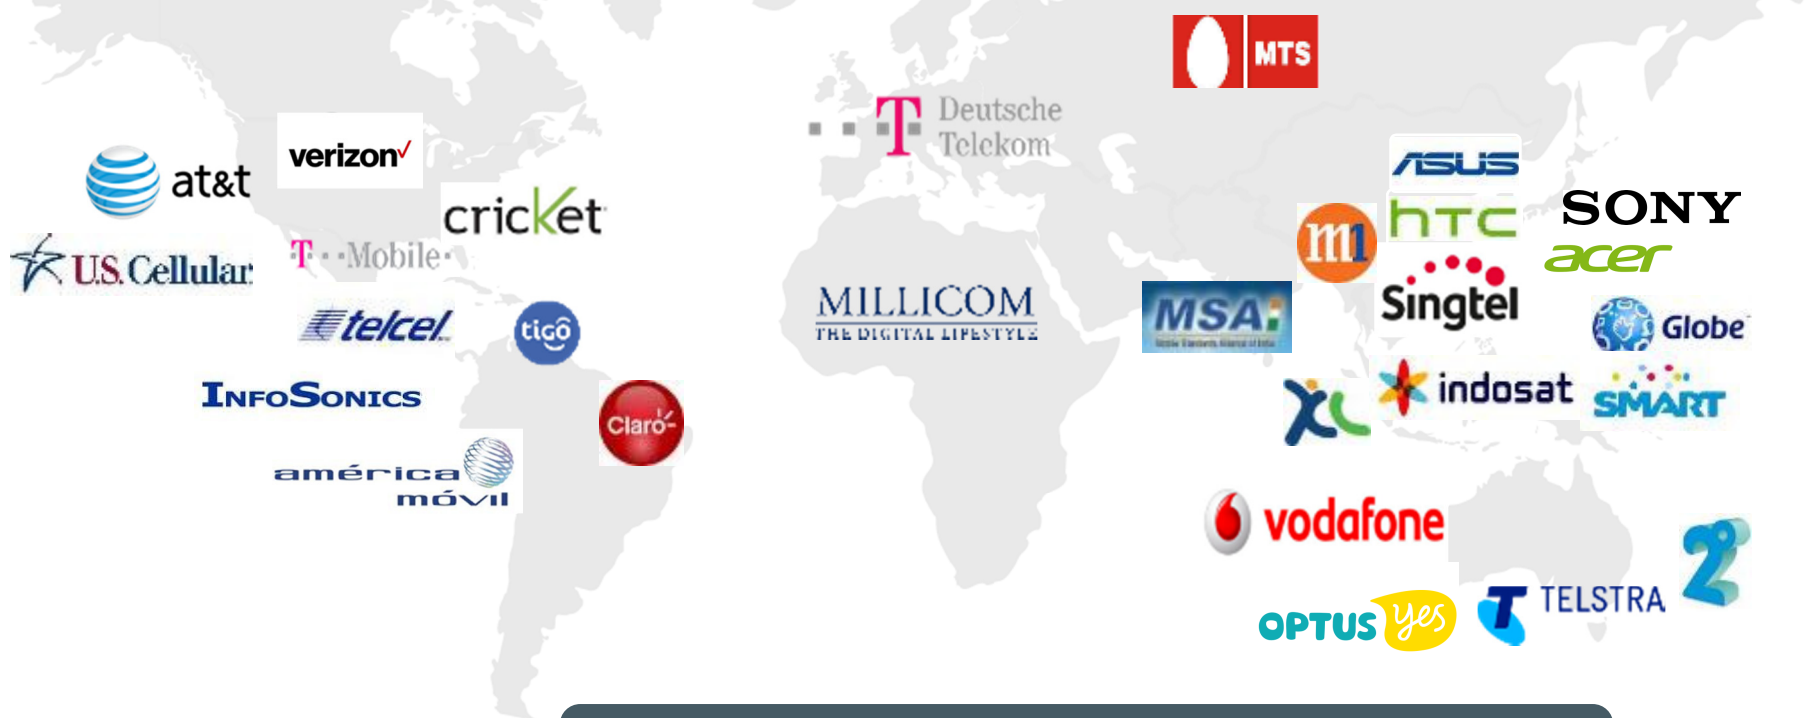 MTS
Deutsche
Telekom
verizon
at&t
ASUS
cricket
SONY
hTC
m1
T
Mobile
acer
U.S. Cellular
Singtel
MILLICOM
THE DIGITAL LIFESTYLE
MSAi
telcel
tigo
Globe
INFOSONICS
XL
indosat
SMART
Claro
américa
móvil
vodafone
2°
TELSTRA
OPTUS yes